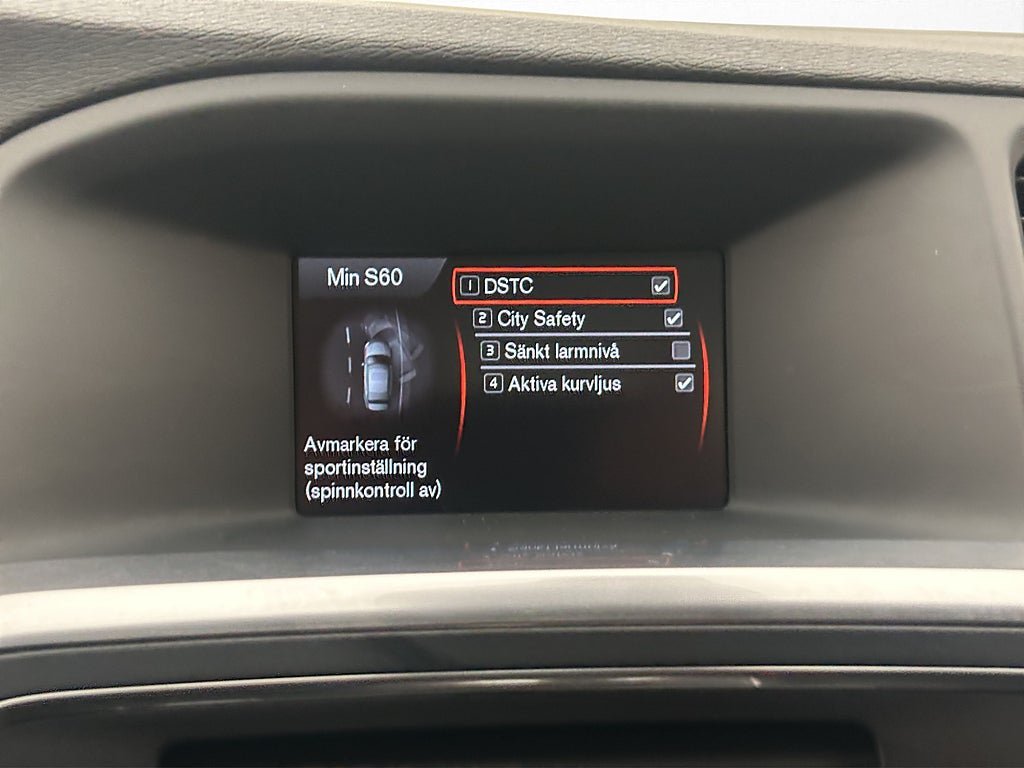 Min S60
1 DSTC
2 City Safety
3 Sänkt larmnivå
4 Aktiva kurvljus
Avmarkera för
sportinställning
(spinnkontroll av)